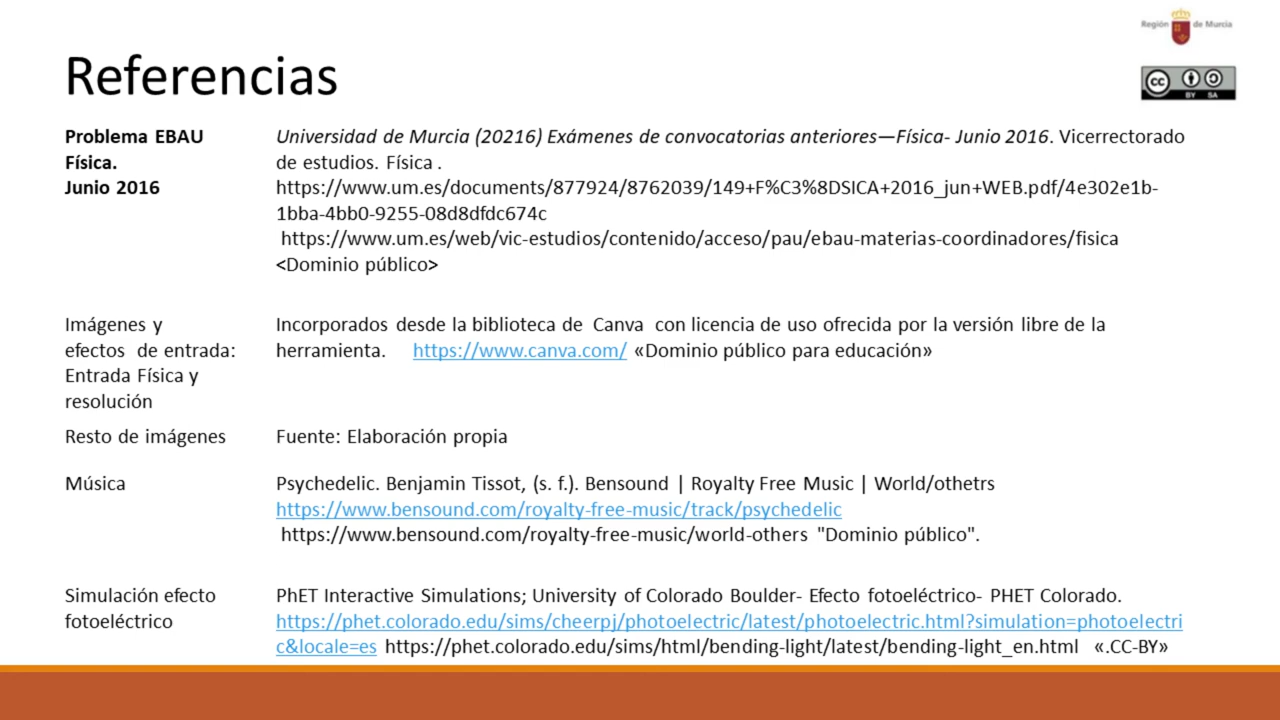 Región de Murcia
Referencias
cc BY SA
Problema EBAU
Física.
Junio 2016
Universidad de Murcia (20216) Exámenes de convocatorias anteriores—Física- Junio 2016. Vicerrectorado
de estudios. Física .
https://www.um.es/documents/877924/8762039/149+F%C3%8DSICA+2016_jun+WEB.pdf/4e302e1b-
1bba-4bb0-9255-08d8dfdc674c
https://www.um.es/web/vic-estudios/contenido/acceso/pau/ebau-materias-coordinadores/fisica
<Dominio público>
Imágenes y
efectos de entrada:
Entrada Física y
resolución
Incorporados desde la biblioteca de Canva con licencia de uso ofrecida por la versión libre de la
herramienta. https://www.canva.com/ «Dominio público para educación»
Resto de imágenes
Fuente: Elaboración propia
Música
Psychedelic. Benjamin Tissot, (s. f.). Bensound | Royalty Free Music | World/othetrs
https://www.bensound.com/royalty-free-music/track/psychedelic
https://www.bensound.com/royalty-free-music/world-others "Dominio público".
Simulación efecto
fotoeléctrico
PhET Interactive Simulations; University of Colorado Boulder- Efecto fotoeléctrico- PHET Colorado.
https://phet.colorado.edu/sims/cheerpj/photoelectric/latest/photoelectric.html?simulation=photoelectri
c&locale=es https://phet.colorado.edu/sims/html/bending-light/latest/bending-light_en.html «.CC-BY»